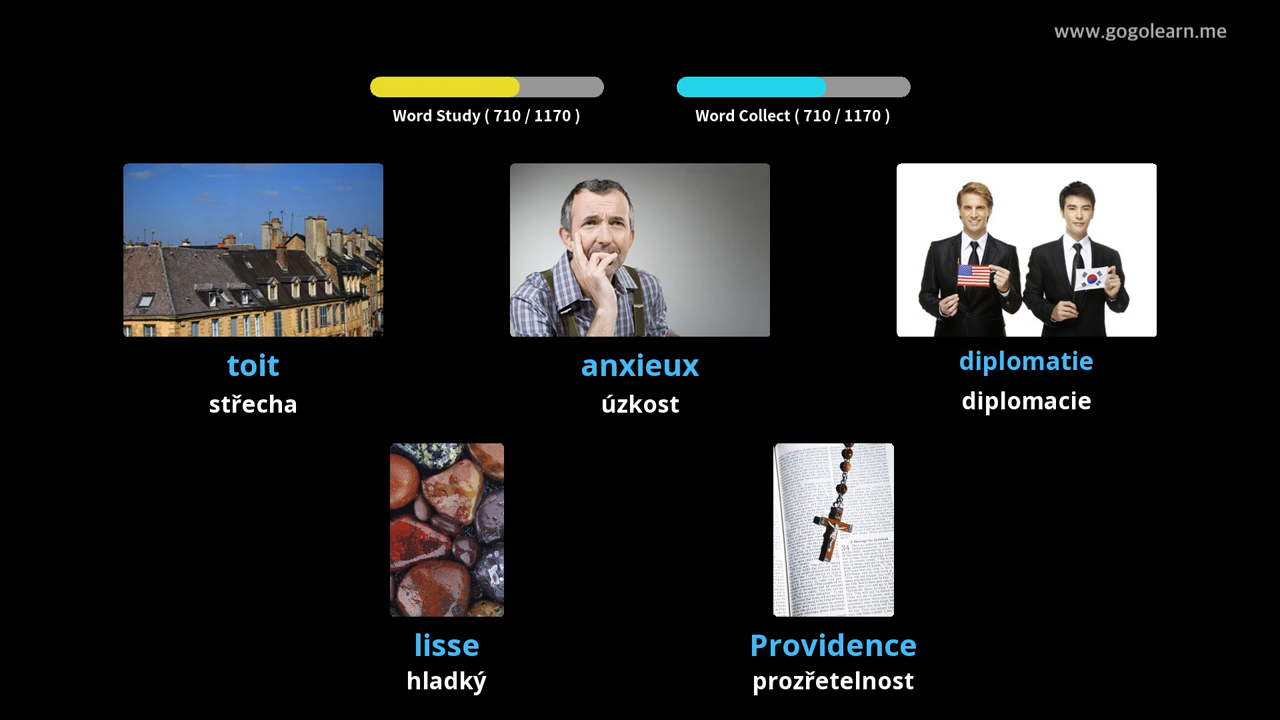 www.gogolearn.me
Word Study ( 710 / 1170 )
Word Collect ( 710 / 1170 )
toit
střecha
anxieux
úzkost
diplomatie
diplomacie
lisse
hladký
Providence
prozřetelnost